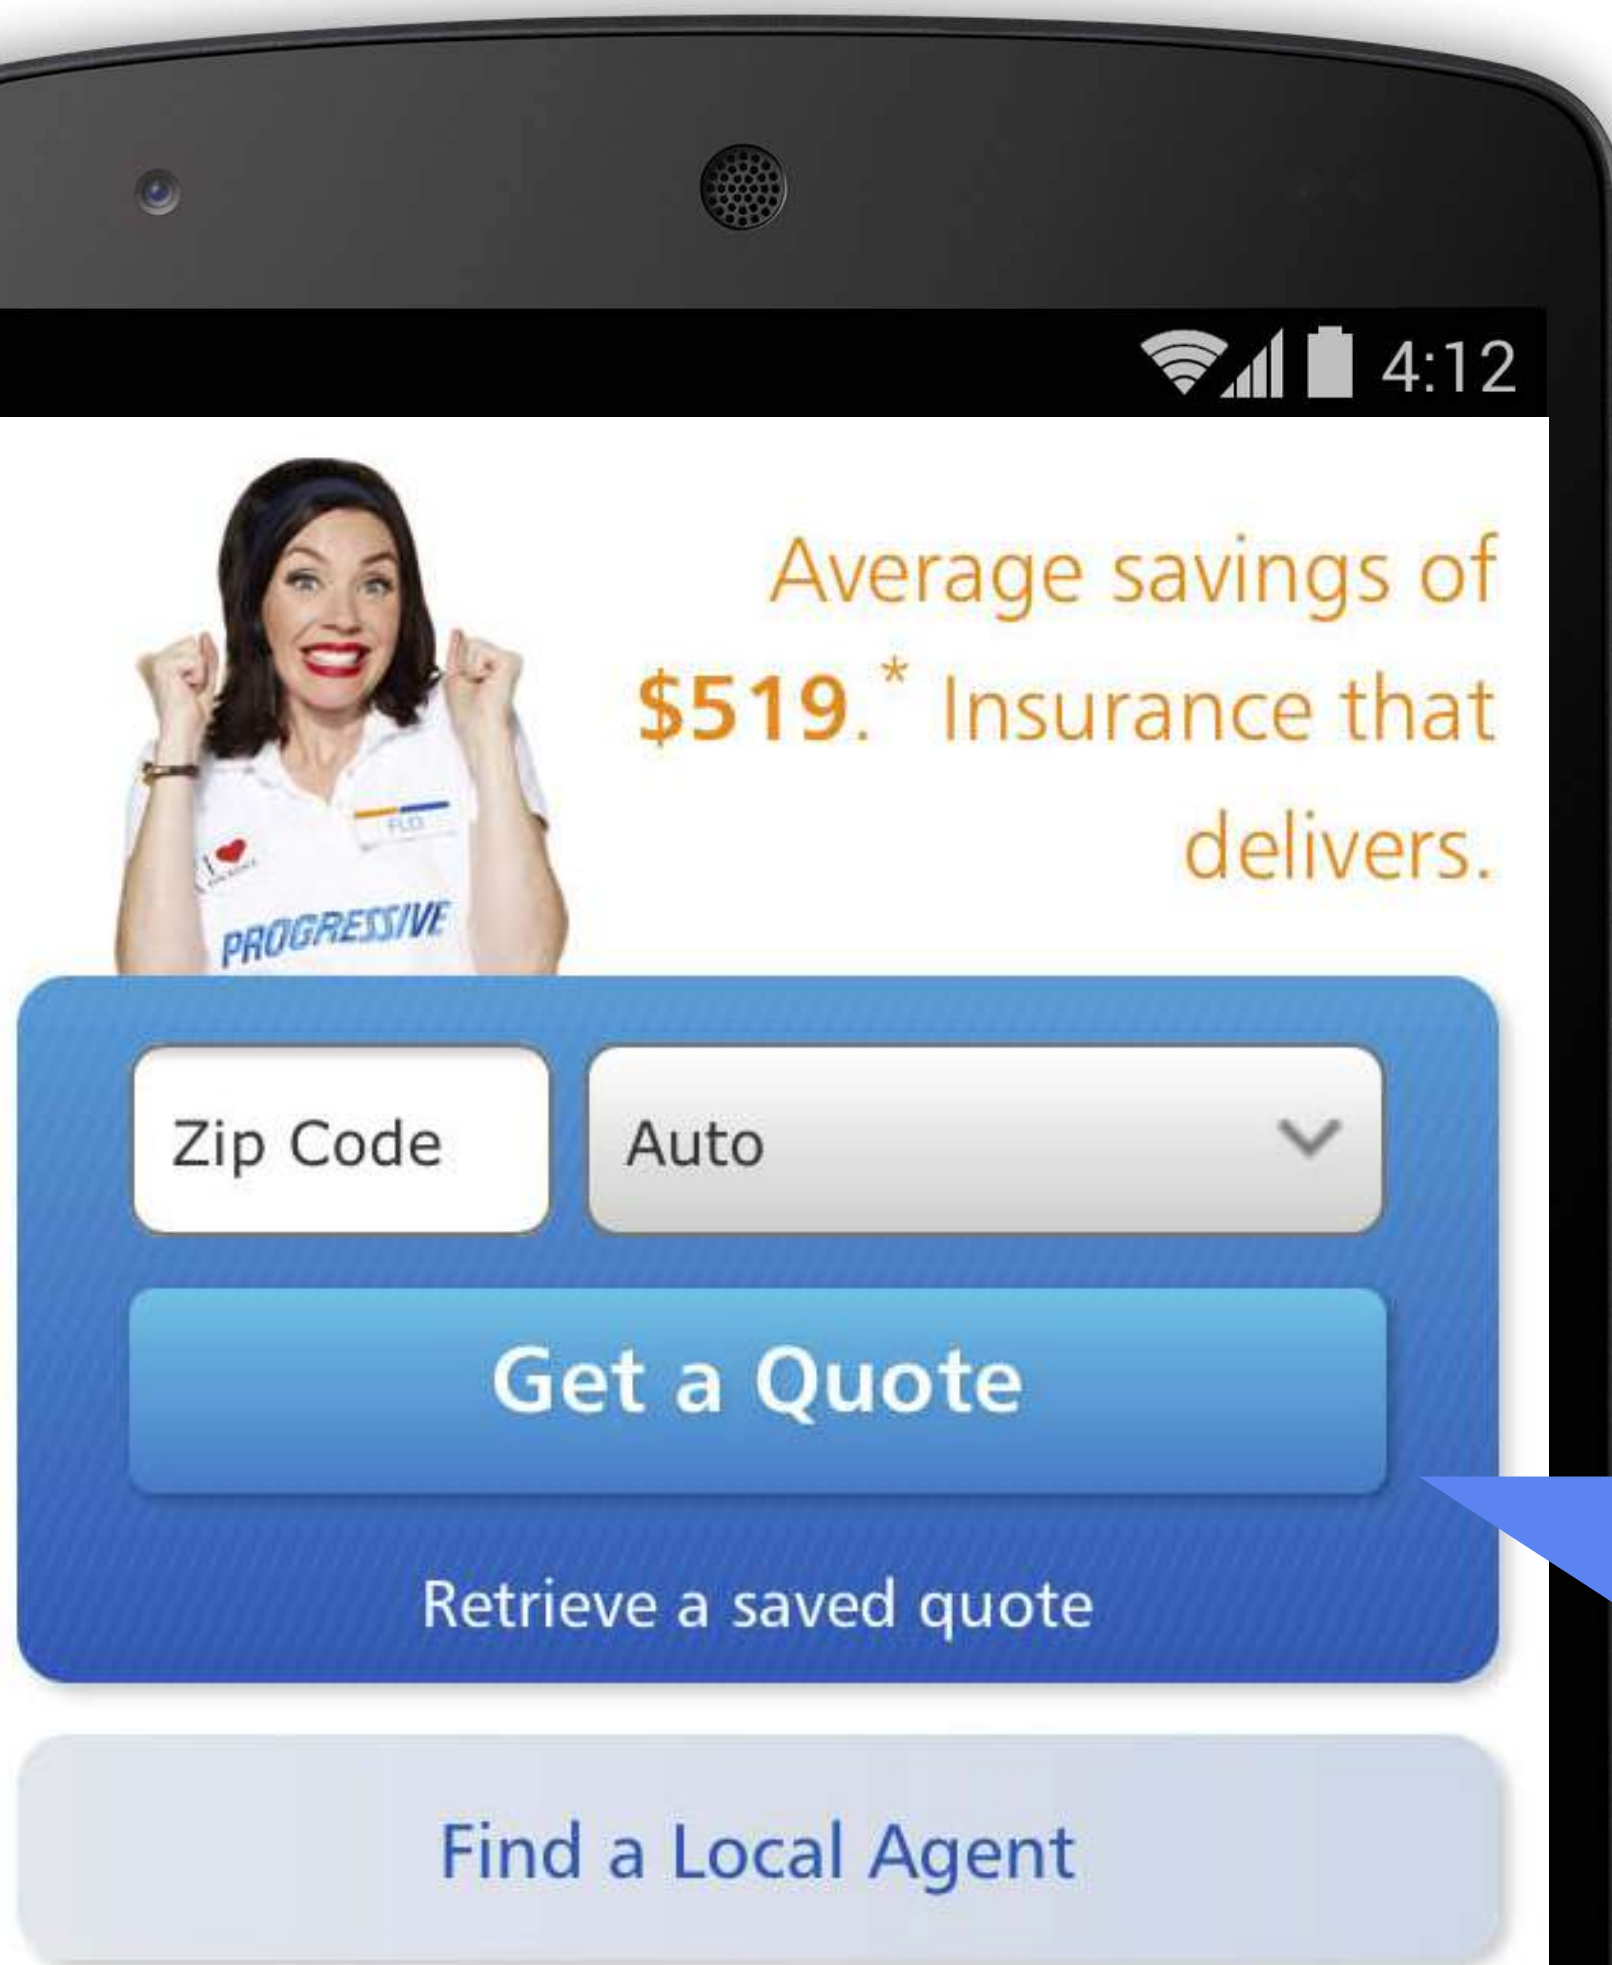 4:12
Average savings of
$519.* Insurance that
delivers.
FLO
I
PROGRESSIVE
Zip Code
Auto
Get a Quote
Retrieve a saved quote
Find a Local Agent